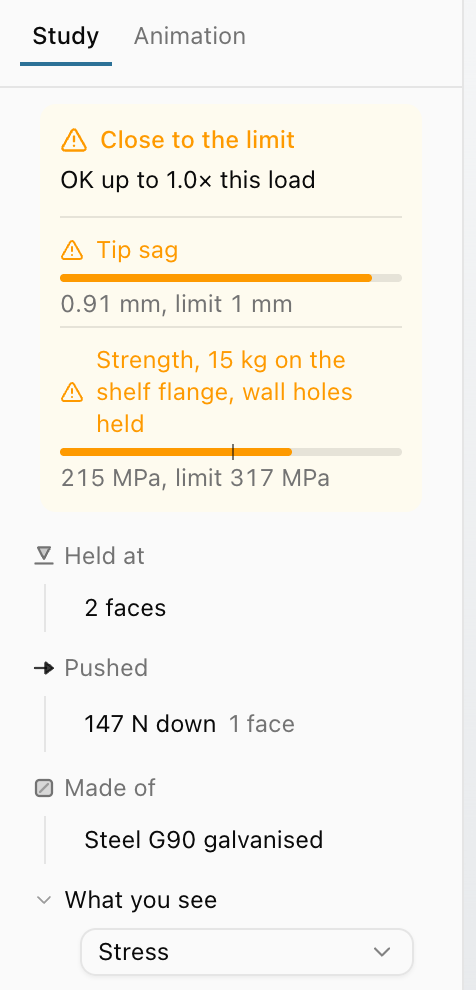 Study Animation
Close to the limit
OK up to 1.0× this load
Tip sag
0.91 mm, limit 1 mm
Strength, 15 kg on the
shelf flange, wall holes
held
215 MPa, limit 317 MPa
Held at
2 faces
Pushed
147 N down 1 face
Made of
Steel G90 galvanised
What you see
Stress